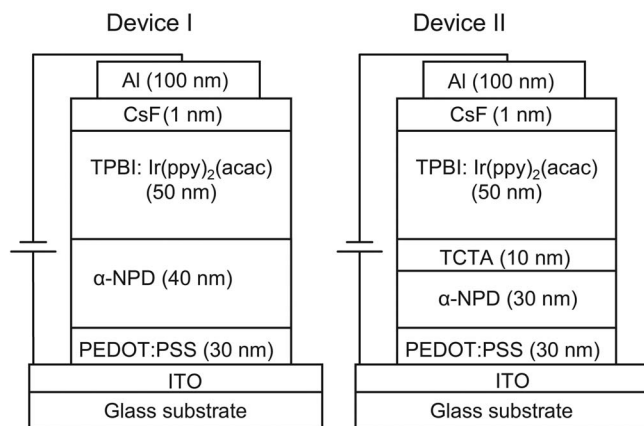 Device I
Al (100 nm)
CsF (1 nm)
TPBI: Ir(ppy)₂(acac)
(50 nm)
α-NPD (40 nm)
PEDOT:PSS (30 nm)
ITO
Glass substrate
Device II
Al (100 nm)
CsF (1 nm)
TPBI: Ir(ppy)₂(acac)
(50 nm)
TCTA (10 nm)
α-NPD (30 nm)
PEDOT:PSS (30 nm)
ITO
Glass substrate